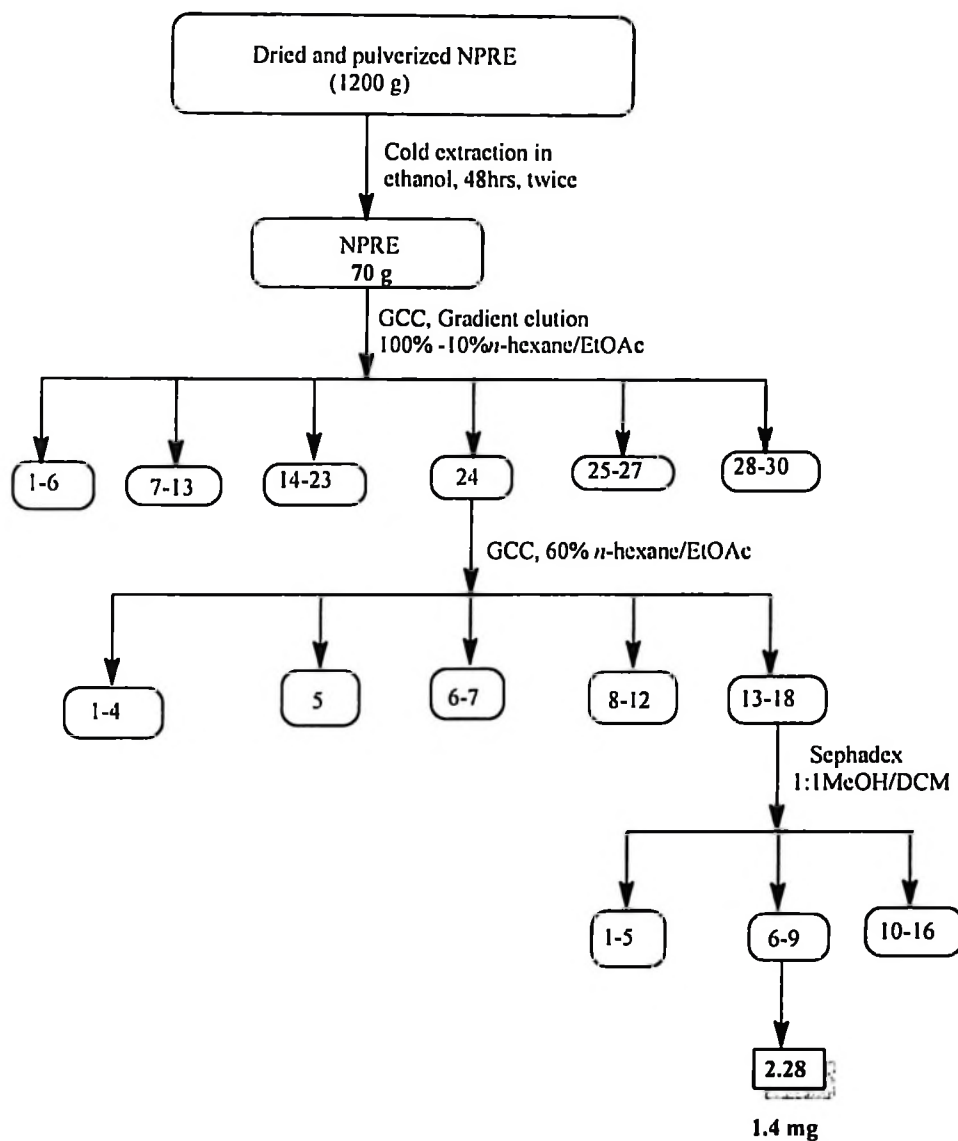 Dried and pulverized NPRE
(1200 g)
Cold extraction in
ethanol, 48hrs, twice
NPRE
70 g
GCC, Gradient elution
100% -10%n-hexane/EtOAc
1-6
7-13
14-23
24
25-27
28-30
GCC, 60% n-hexane/EtOAc
1-4
5
6-7
8-12
13-18
Sephadex
1:1MeOH/DCM
1-5
6-9
10-16
2.28
1.4 mg